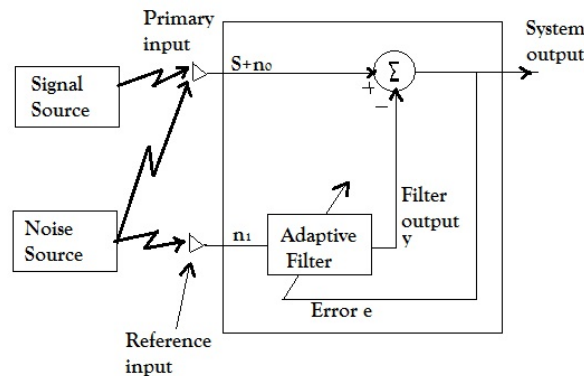 Primary
input
System
output
Signal
Source
S+n₀
Σ
+
−
Noise
Source
n₁
Adaptive
Filter
Filter
output
y
Error e
Reference
input